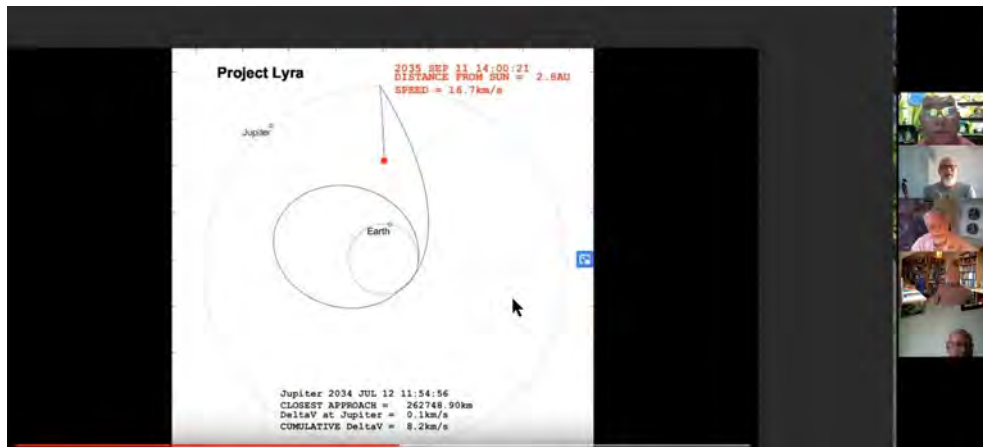 Project Lyra
2035 SEP 11 14:00:21
DISTANCE FROM SUN = 2.8AU
SPEED = 16.7km/s
Jupiter
Earth
Jupiter 2034 JUL 12 11:54:56
CLOSEST APPROACH = 262748.90km
DeltaV at Jupiter = 0.1km/s
CUMULATIVE DeltaV = 8.2km/s